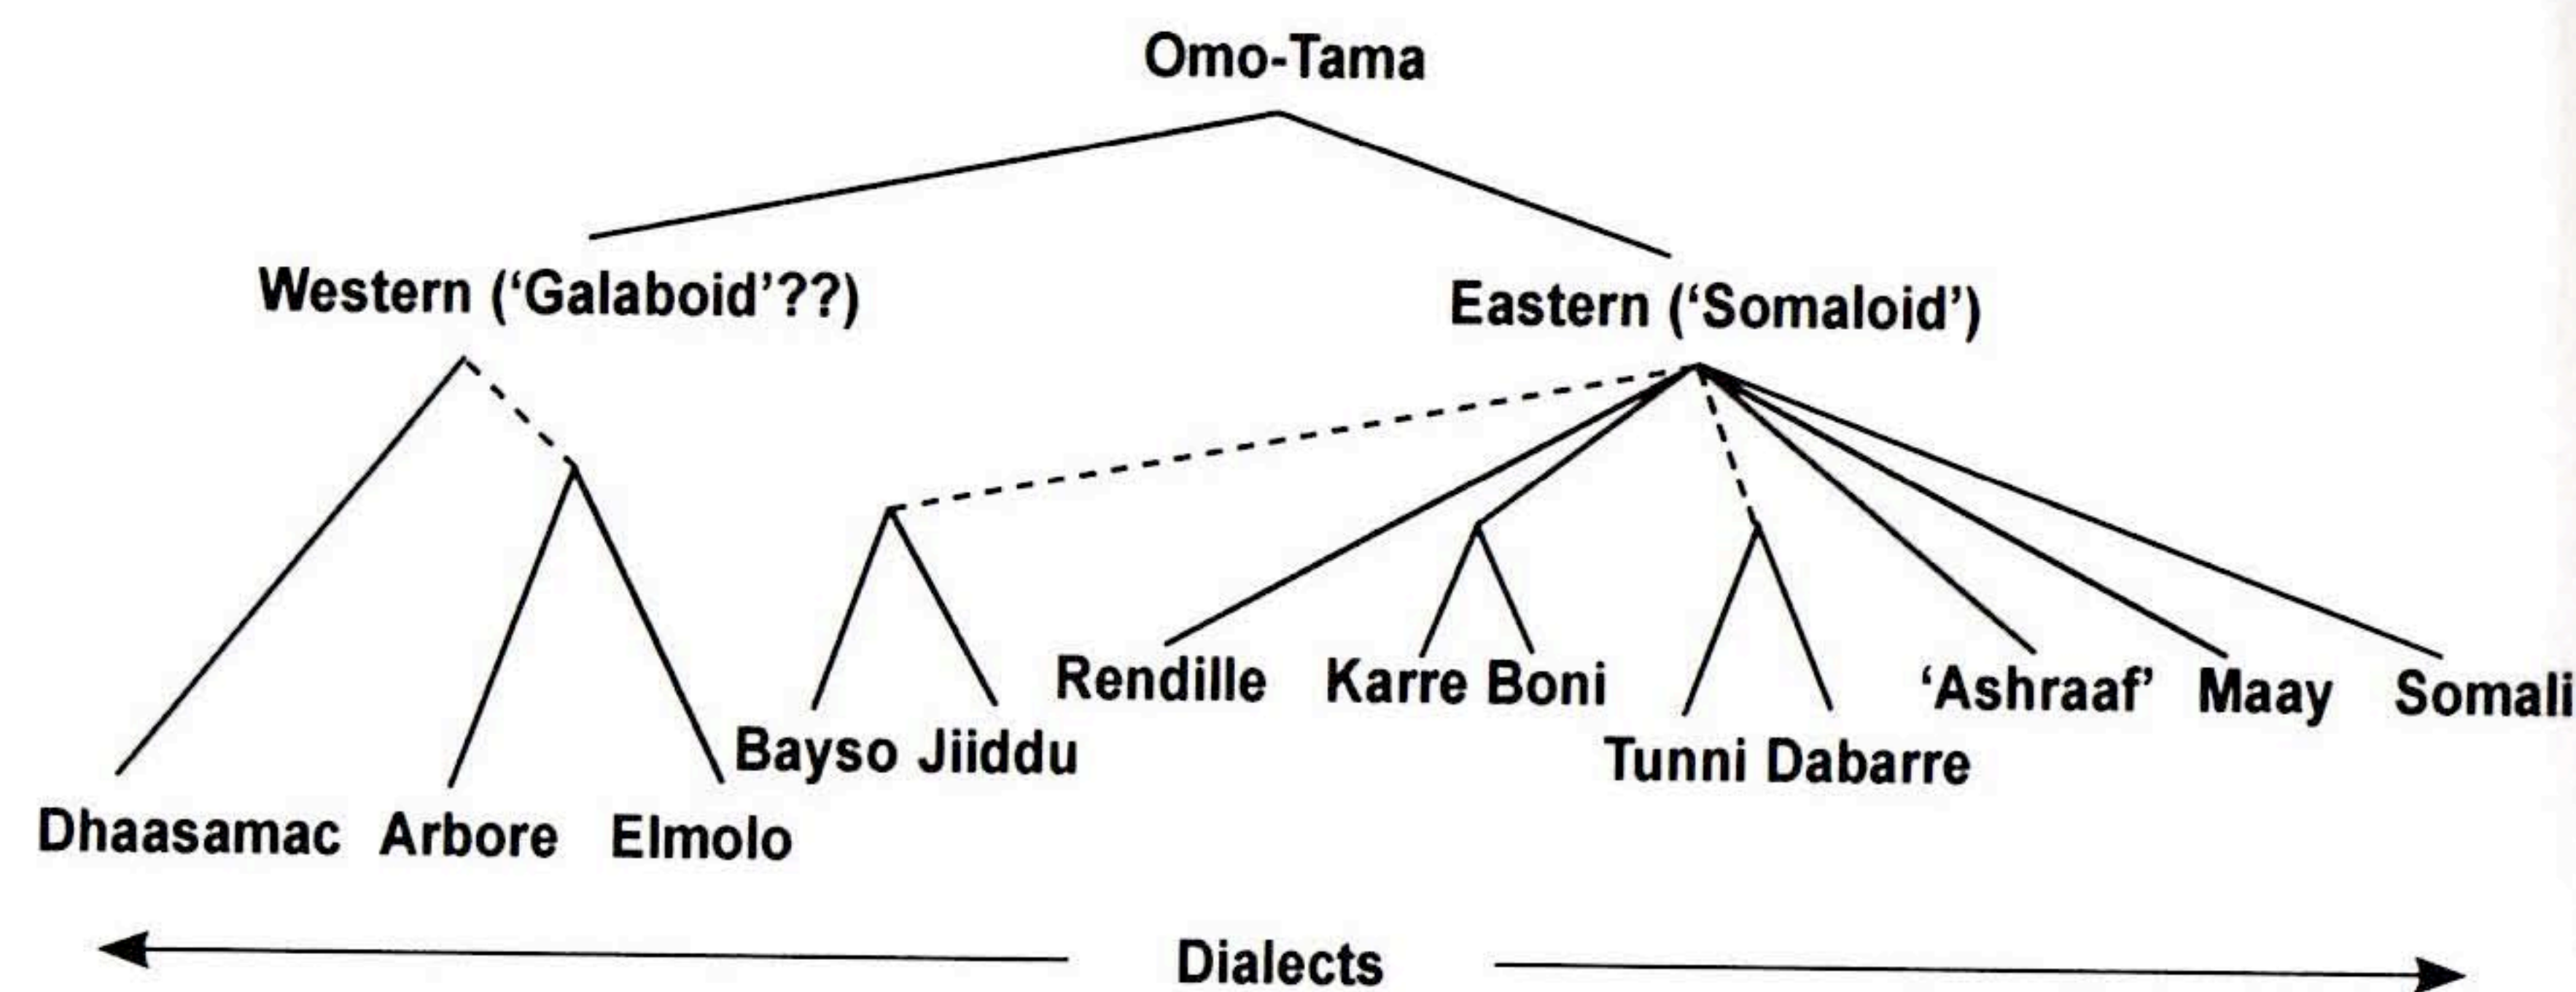 Omo-Tama
Western (‘Galaboid’??)
Eastern (‘Somaloid’)
Rendille Karre Boni ‘Ashraaf’ Maay Somali
Bayso Jiiddu Tunni Dabarre
Dhaasamac Arbore Elmolo
Dialects